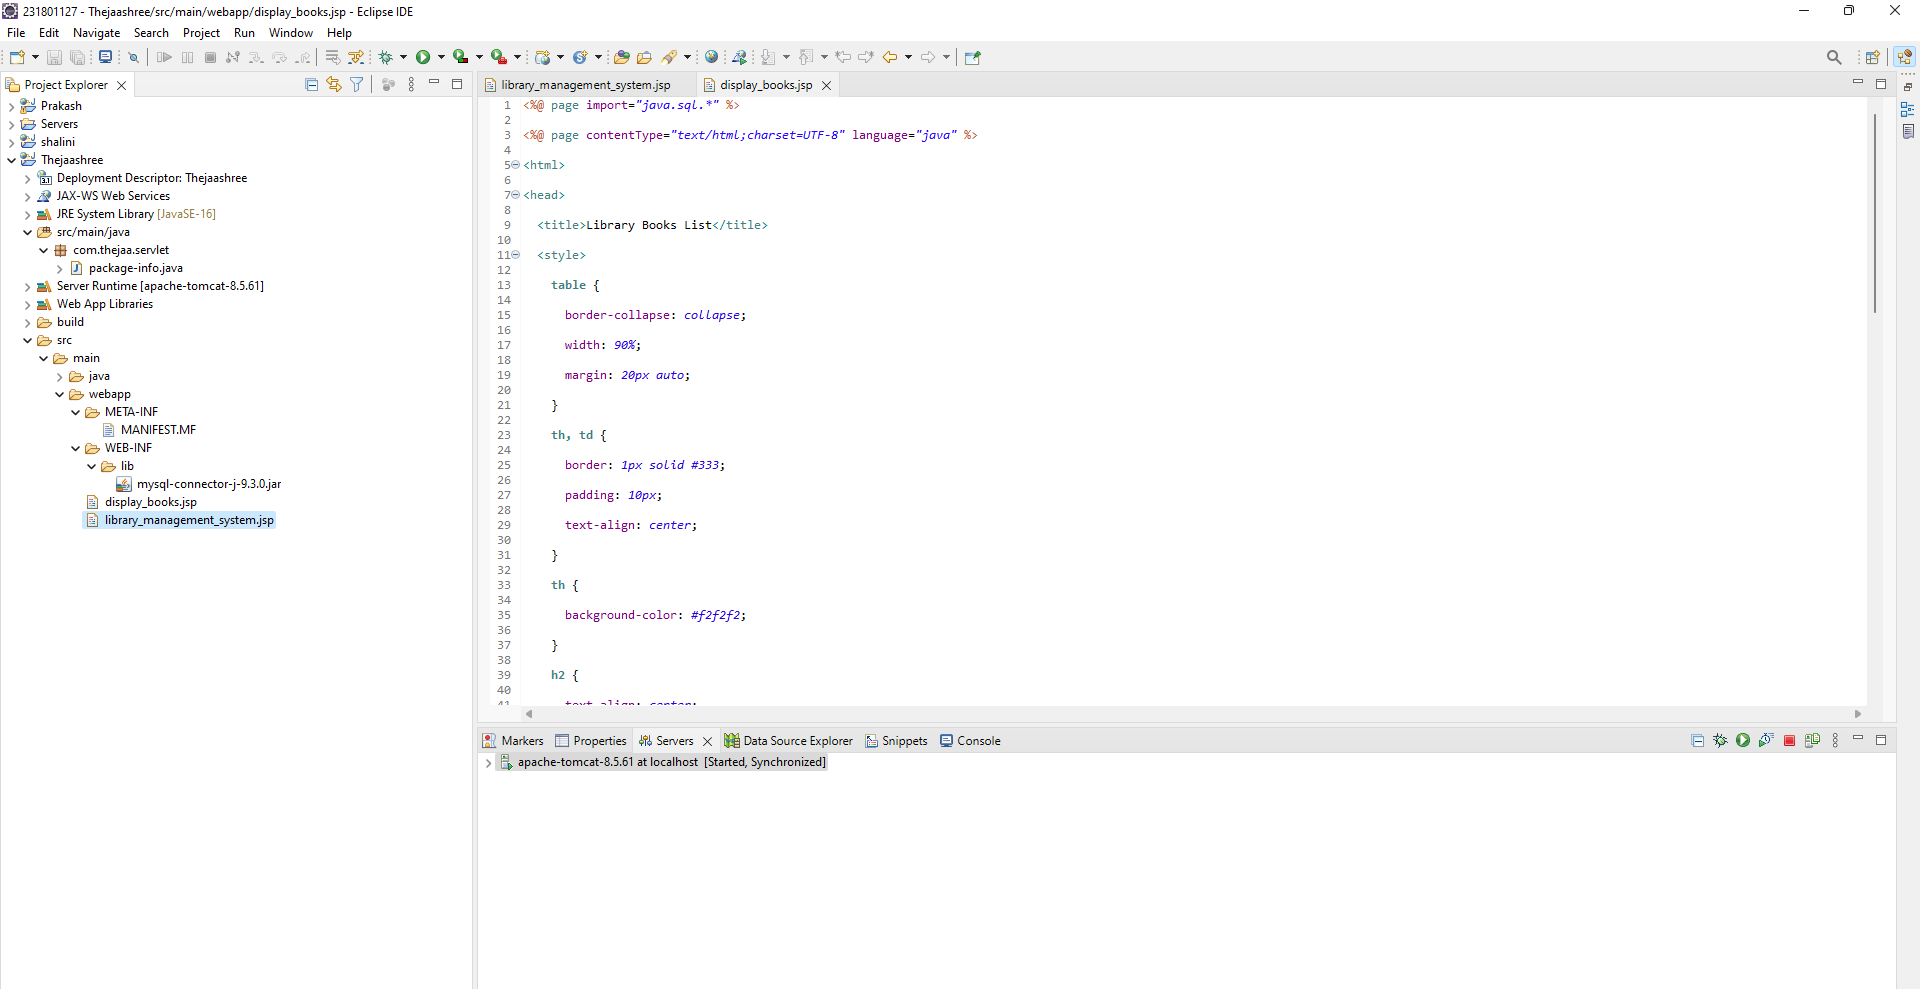 231801127 - Thejaashree/src/main/webapp/display_books.jsp - Eclipse IDE
File Edit Navigate Search Project Run Window Help
Project Explorer
Prakash
Servers
shalini
Thejaashree
Deployment Descriptor: Thejaashree
JAX-WS Web Services
JRE System Library [JavaSE-16]
src/main/java
com.thejaa.servlet
package-info.java
Server Runtime [apache-tomcat-8.5.61]
Web App Libraries
build
src
main
java
webapp
META-INF
MANIFEST.MF
WEB-INF
lib
mysql-connector-j-9.3.0.jar
display_books.jsp
library_management_system.jsp
library_management_system.jsp display_books.jsp
1 <%@ page import="java.sql.*" %>
2
3 <%@ page contentType="text/html;charset=UTF-8" language="java" %>
4
5 <html>
6
7 <head>
8
9 <title>Library Books List</title>
10
11 <style>
12
13 table {
14
15 border-collapse: collapse;
16
17 width: 90%;
18
19 margin: 20px auto;
20
21 }
22
23 th, td {
24
25 border: 1px solid #333;
26
27 padding: 10px;
28
29 text-align: center;
30
31 }
32
33 th {
34
35 background-color: #f2f2f2;
36
37 }
38
39 h2 {
40
41 text-align: center;
Markers Properties Servers Data Source Explorer Snippets Console
apache-tomcat-8.5.61 at localhost [Started, Synchronized]